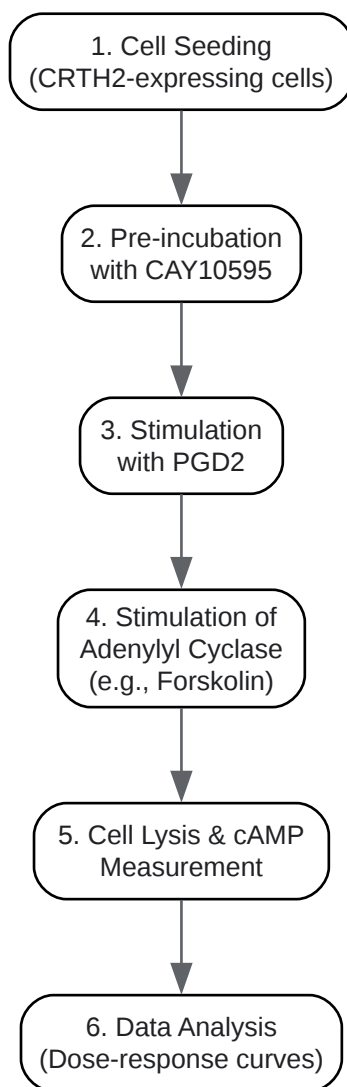 1. Cell Seeding
(CRTH2-expressing cells)
2. Pre-incubation
with CAY10595
3. Stimulation
with PGD2
4. Stimulation of
Adenylyl Cyclase
(e.g., Forskolin)
5. Cell Lysis & cAMP
Measurement
6. Data Analysis
(Dose-response curves)